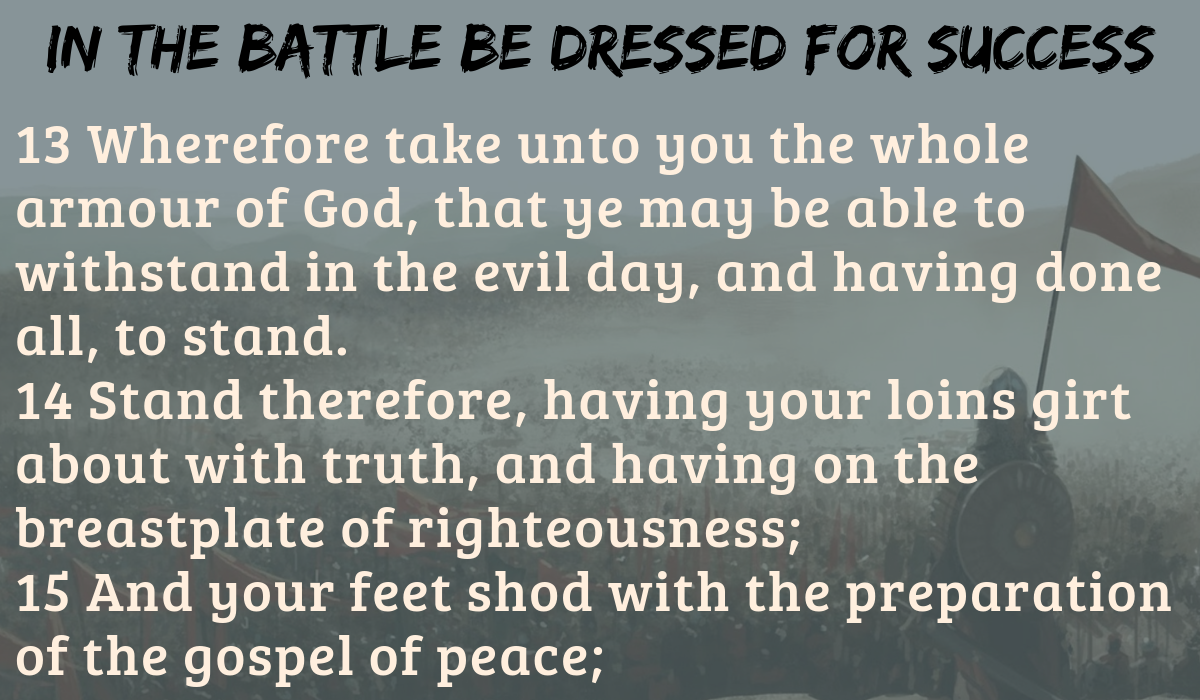 IN THE BATTLE BE DRESSED FOR SUCCESS
13 Wherefore take unto you the whole
armour of God, that ye may be able to
withstand in the evil day, and having done
all, to stand.
14 Stand therefore, having your loins girt
about with truth, and having on the
breastplate of righteousness;
15 And your feet shod with the preparation
of the gospel of peace;